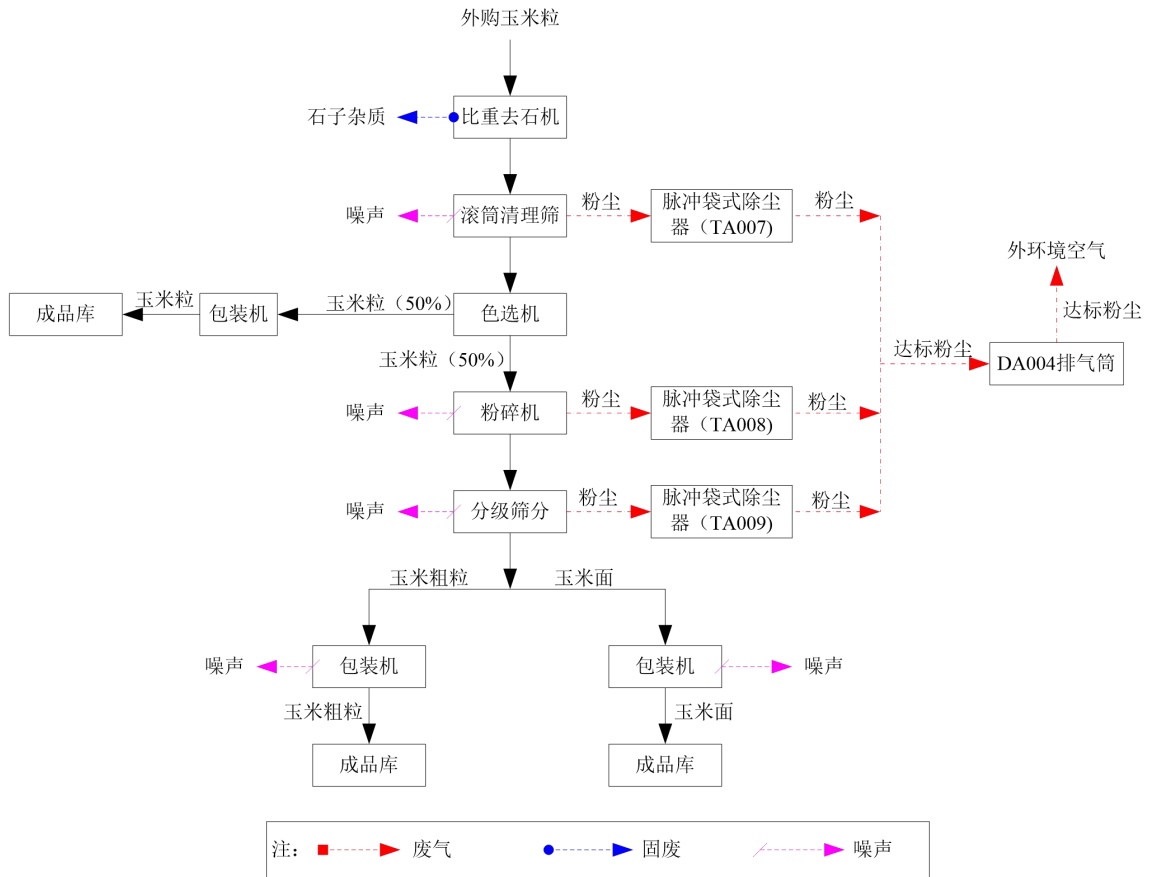 外购玉米粒
石子杂质
比重去石机
噪声
滚筒清理筛
粉尘
脉冲袋式除尘
器（TA007)
粉尘
外环境空气
成品库
玉米粒
包装机
玉米粒（50%）
色选机
达标粉尘
玉米粒（50%）
达标粉尘
DA004排气筒
噪声
粉碎机
粉尘
脉冲袋式除尘
器（TA008)
粉尘
噪声
分级筛分
粉尘
脉冲袋式除尘
器（TA009)
粉尘
玉米粗粒
玉米面
噪声
包装机
包装机
噪声
玉米粗粒
玉米面
成品库
成品库
注：
废气
固废
噪声